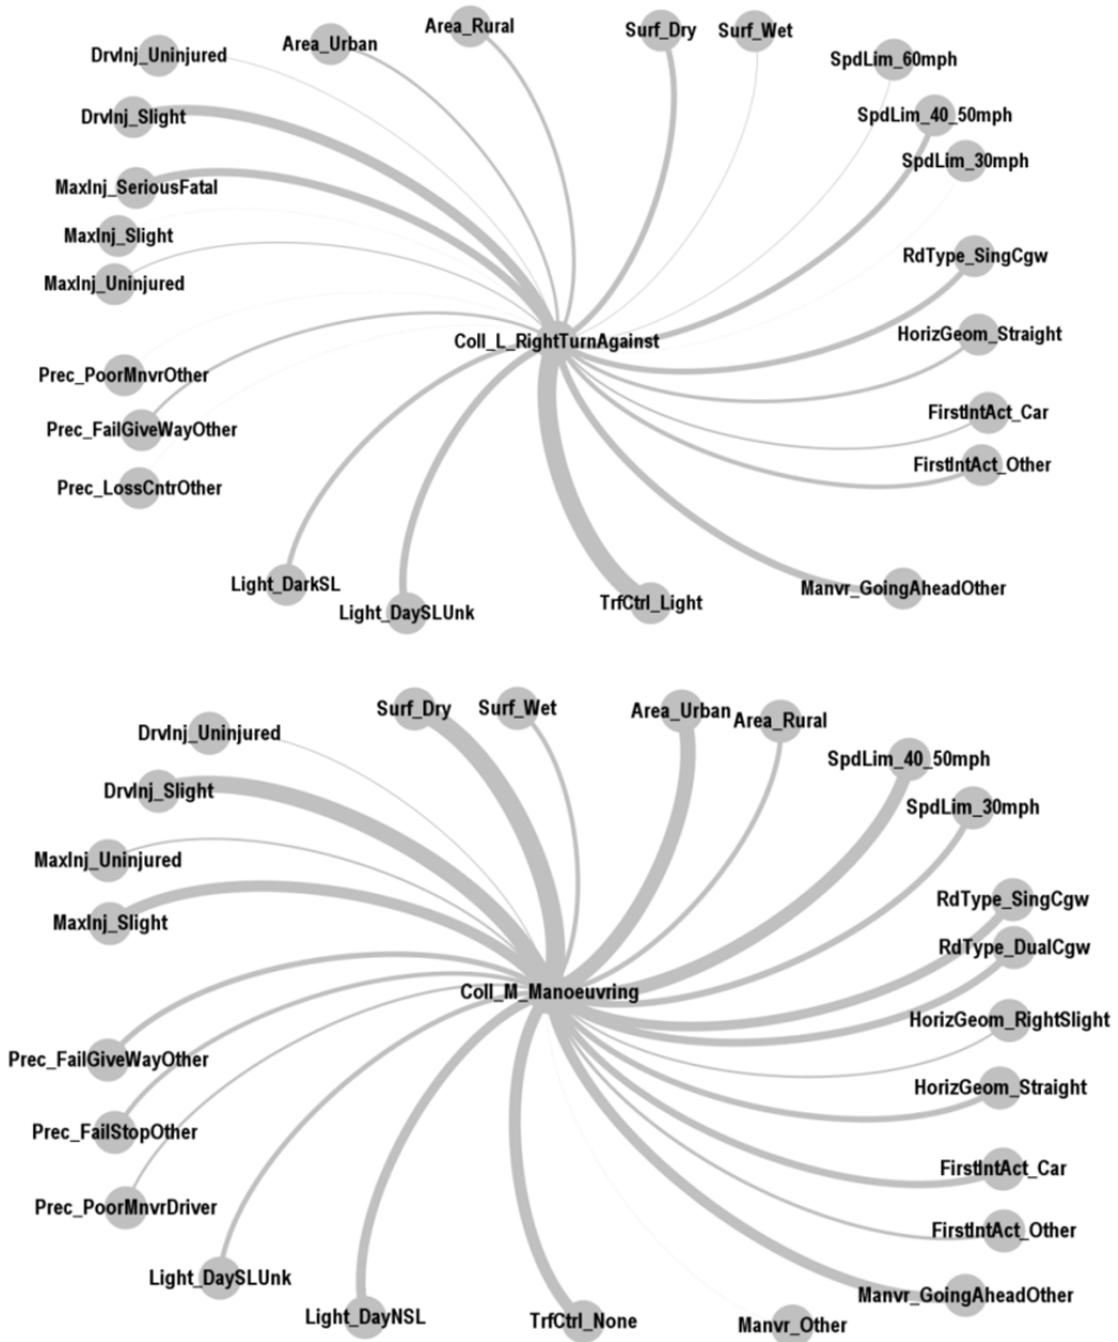 Area_Rural
Surf_Dry
Surf_Wet
Area_Urban
DrvInj_Uninjured
SpdLim_60mph
DrvInj_Slight
SpdLim_40_50mph
SpdLim_30mph
MaxInj_SeriousFatal
MaxInj_Slight
RdType_SingCgw
MaxInj_Uninjured
HorizGeom_Straight
Coll_L_RightTurnAgainst
Prec_PoorMnvrOther
FirstIntAct_Car
Prec_FailGiveWayOther
FirstIntAct_Other
Prec_LossCntrOther
Light_DarkSL
Manvr_GoingAheadOther
TrfCtrl_Light
Light_DaySLUnk
Surf_Dry
Surf_Wet
Area_Urban
Area_Rural
DrvInj_Uninjured
SpdLim_40_50mph
DrvInj_Slight
SpdLim_30mph
MaxInj_Uninjured
RdType_SingCgw
MaxInj_Slight
RdType_DualCgw
Coll_M_Manoeuvring
HorizGeom_RightSlight
Prec_FailGiveWayOther
HorizGeom_Straight
Prec_FailStopOther
FirstIntAct_Car
Prec_PoorMnvrDriver
FirstIntAct_Other
Light_DaySLUnk
Manvr_GoingAheadOther
Light_DayNSL
TrfCtrl_None
Manvr_Other